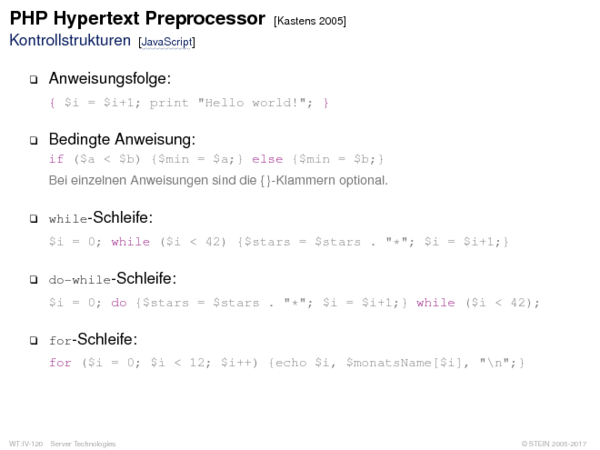 PHP Hypertext Preprocessor [Kastens 2005]
Kontrollstrukturen [JavaScript]
❑ Anweisungsfolge:
{ $i = $i+1; print "Hello world!"; }
❑ Bedingte Anweisung:
if ($a < $b) {$min = $a;} else {$min = $b;}
Bei einzelnen Anweisungen sind die {}-Klammern optional.
❑ while-Schleife:
$i = 0; while ($i < 42) {$stars = $stars . "*"; $i = $i+1;}
❑ do-while-Schleife:
$i = 0; do {$stars = $stars . "*"; $i = $i+1;} while ($i < 42);
❑ for-Schleife:
for ($i = 0; $i < 12; $i++) {echo $i, $monatsName[$i], "\n";}
WT:IV-120 Server Technologies © STEIN 2005-2017